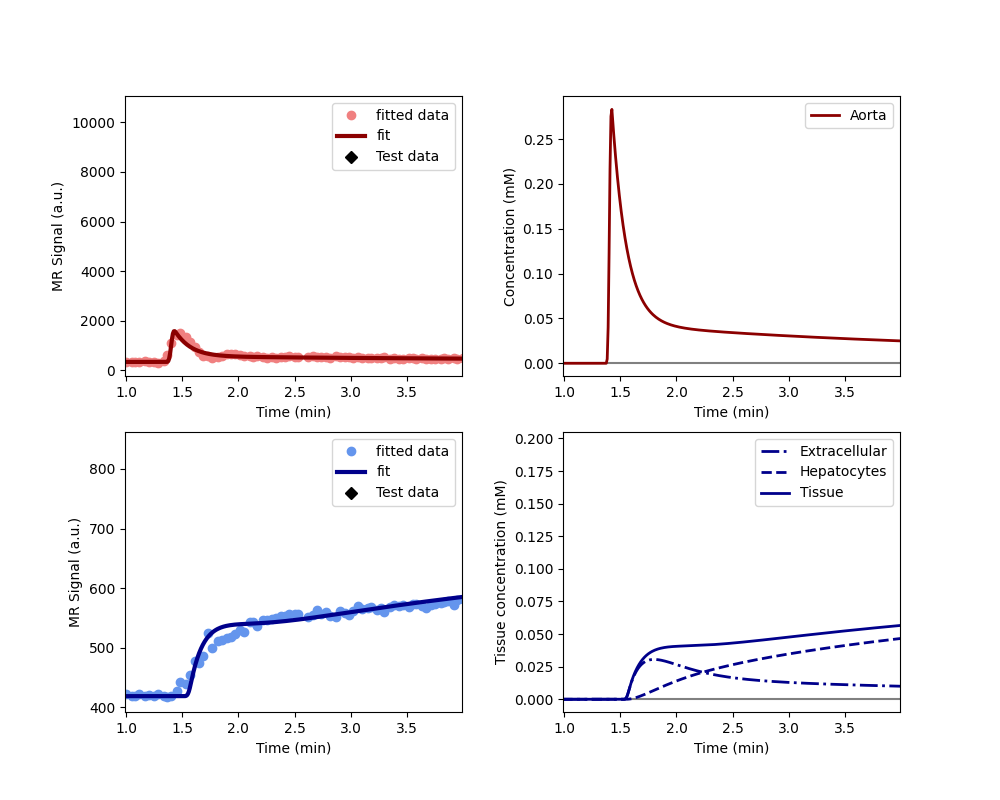 MR Signal (a.u.)
10000
8000
6000
4000
2000
0
1.0 1.5 2.0 2.5 3.0 3.5
Time (min)
fitted data
fit
Test data
Concentration (mM)
0.25
0.20
0.15
0.10
0.05
0.00
1.0 1.5 2.0 2.5 3.0 3.5
Time (min)
Aorta
MR Signal (a.u.)
800
700
600
500
400
1.0 1.5 2.0 2.5 3.0 3.5
Time (min)
fitted data
fit
Test data
Tissue concentration (mM)
0.200
0.175
0.150
0.125
0.100
0.075
0.050
0.025
0.000
1.0 1.5 2.0 2.5 3.0 3.5
Time (min)
Extracellular
Hepatocytes
Tissue